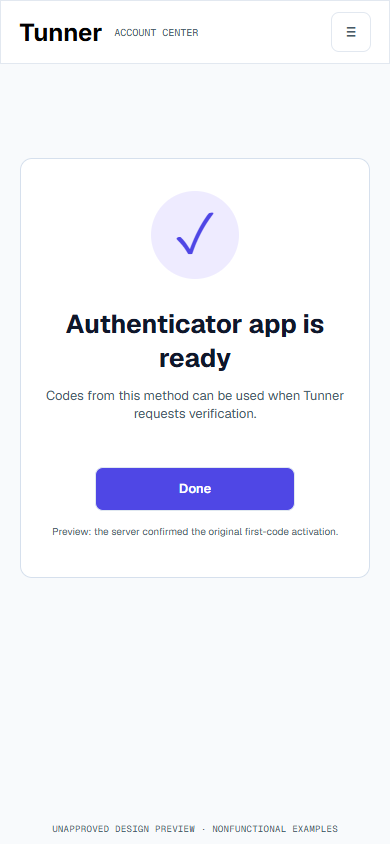 Tunner ACCOUNT CENTER
Authenticator app is
ready
Codes from this method can be used when Tunner
requests verification.
Done
Preview: the server confirmed the original first-code activation.
UNAPPROVED DESIGN PREVIEW · NONFUNCTIONAL EXAMPLES